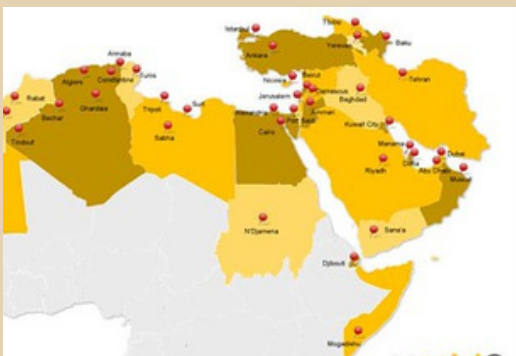 Istanbul
Tbilisi
Ankara
Yerevan
Baku
Annaba
Algiers
Constantine
Tunis
Nicosia
Beirut
Damascus
Tehran
Rabat
Ghardaia
Jerusalem
Baghdad
Bechar
Tripoli
Surt
Alexandria
Port Said
Amman
Tindouf
Sabha
Cairo
Kuwait City
Manama
Doha
Dubai
Abu Dhabi
Riyadh
Muscat
N'Djamena
Sana'a
Djibouti
Mogadishu